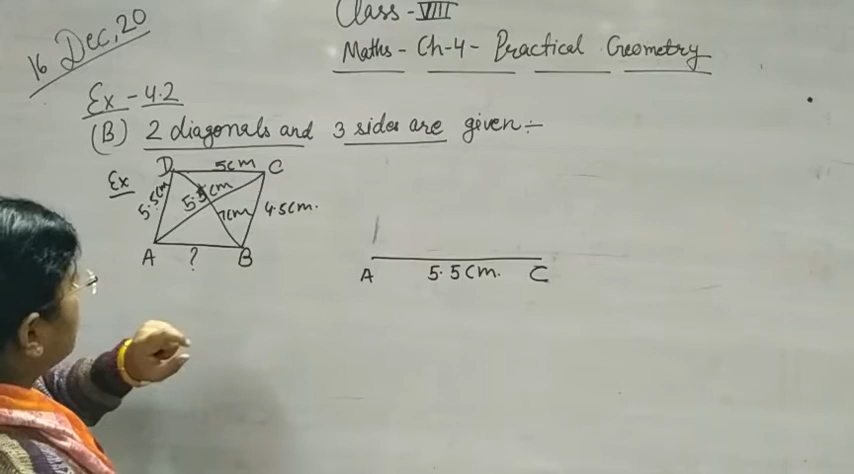 16 Dec, 20
Class - VIII
Maths - Ch-4 - Practical Geometry
Ex - 4.2
(B) 2 diagonals and 3 sides are given :-
Ex
D 5cm C
5.5cm 5.5cm 7cm 4.5cm.
A ? B
A 5.5cm. C